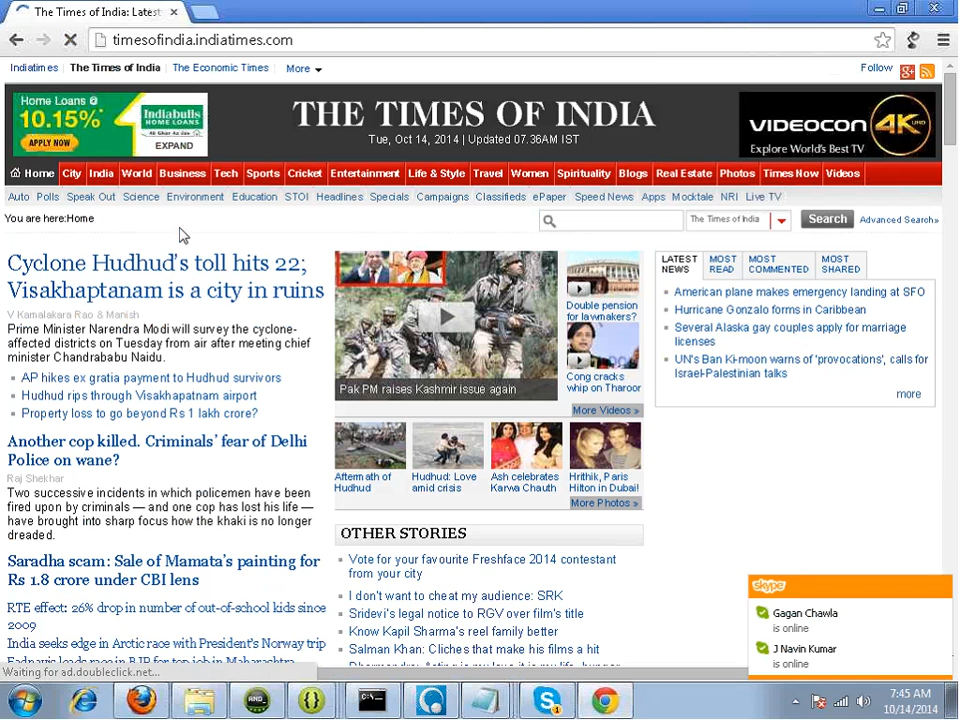 The Times of India: Latest
timesofindia.indiatimes.com
Indiatimes The Times of India The Economic Times More Follow
Home Loans @
10.15%*
APPLY NOW
Indiabulls
HOME LOANS
EXPAND
THE TIMES OF INDIA
Tue, Oct 14, 2014 | Updated 07.36AM IST
VIDEOCON 4K UHD
Explore World's Best TV
Home City India World Business Tech Sports Cricket Entertainment Life & Style Travel Women Spirituality Blogs Real Estate Photos Times Now Videos
Auto Polls Speak Out Science Environment Education STOI Headlines Specials Campaigns Classifieds ePaper Speed News Apps Mocktale NRI Live TV
You are here:Home
The Times of India Search Advanced Search»
Cyclone Hudhud's toll hits 22;
Visakhaptanam is a city in ruins
V Kamalakara Rao & Manish
Prime Minister Narendra Modi will survey the cyclone-
affected districts on Tuesday from air after meeting chief
minister Chandrababu Naidu.
AP hikes ex gratia payment to Hudhud survivors
Hudhud rips through Visakhapatnam airport
Property loss to go beyond Rs 1 lakh crore?
Another cop killed. Criminals' fear of Delhi
Police on wane?
Raj Shekhar
Two successive incidents in which policemen have been
fired upon by criminals — and one cop has lost his life —
have brought into sharp focus how the khaki is no longer
dreaded.
Saradha scam: Sale of Mamata's painting for
Rs 1.8 crore under CBI lens
RTE effect: 26% drop in number of out-of-school kids since
2009
India seeks edge in Arctic race with President's Norway trip
Fadnavis leads race in BJP for top job in Maharashtra
Waiting for ad.doubleclick.net...
Pak PM raises Kashmir issue again
Double pension
for lawmakers?
Cong cracks
whip on Tharoor
More Videos »
Aftermath of
Hudhud
Hudhud: Love
amid crisis
Ash celebrates
Karwa Chauth
Hrithik, Paris
Hilton in Dubai!
More Photos »
OTHER STORIES
Vote for your favourite Freshface 2014 contestant
from your city
I don't want to cheat my audience: SRK
Sridevi's legal notice to RGV over film's title
Know Kapil Sharma's reel family better
Salman Khan: Cliches that make his films a hit
LATEST
NEWS
MOST
READ
MOST
COMMENTED
MOST
SHARED
American plane makes emergency landing at SFO
Hurricane Gonzalo forms in Caribbean
Several Alaska gay couples apply for marriage
licenses
UN's Ban Ki-moon warns of 'provocations', calls for
Israel-Palestinian talks
more
skype
Gagan Chawla
is online
J Navin Kumar
is online
7:45 AM
10/14/2014